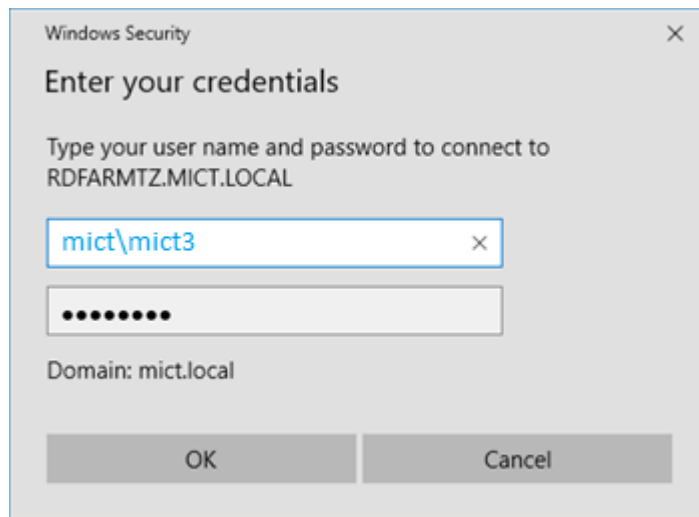 Windows Security
Enter your credentials
Type your user name and password to connect to
RDFARMTZ.MICT.LOCAL
mict\mict3
••••••••
Domain: mict.local
OK
Cancel